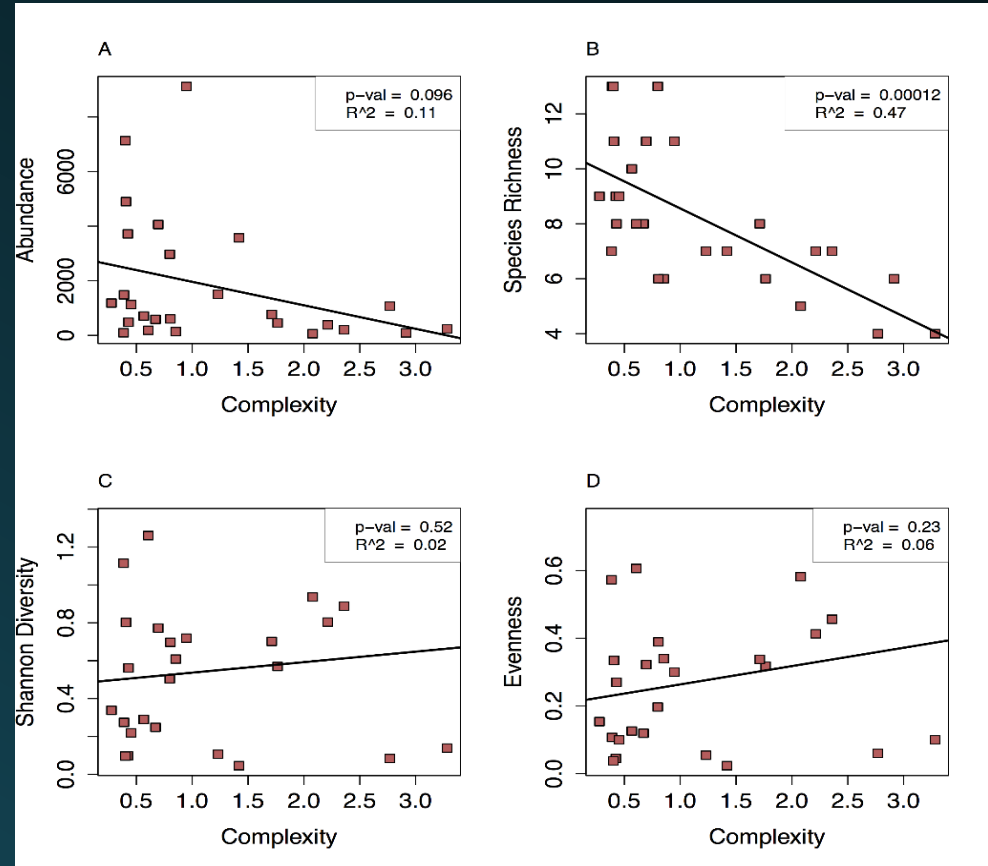 A
p-val = 0.096
R^2 = 0.11
Abundance
0
2000
6000
0.5 1.0 1.5 2.0 2.5 3.0
Complexity
B
p-val = 0.00012
R^2 = 0.47
Species Richness
4
6
8
10
12
0.5 1.0 1.5 2.0 2.5 3.0
Complexity
C
p-val = 0.52
R^2 = 0.02
Shannon Diversity
0.0
0.4
0.8
1.2
0.5 1.0 1.5 2.0 2.5 3.0
Complexity
D
p-val = 0.23
R^2 = 0.06
Evenness
0.0
0.2
0.4
0.6
0.5 1.0 1.5 2.0 2.5 3.0
Complexity